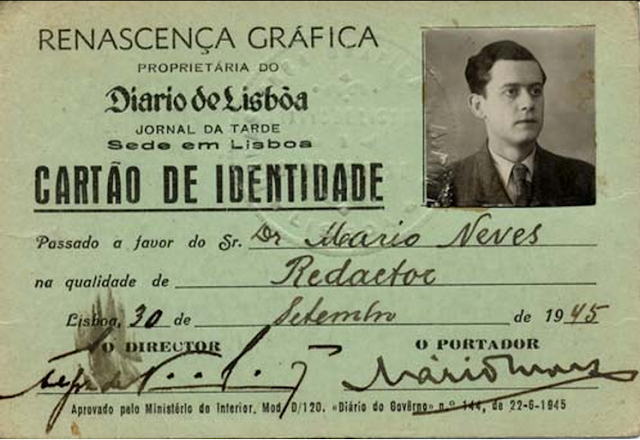 RENASCENÇA GRÁFICA
PROPRIETÁRIA DO
Diario de Lisbôa
JORNAL DA TARDE
Sede em Lisboa
CARTÃO DE IDENTIDADE
Passado a favor do Sr. Dr Mario Neves
na qualidade de Redactor
Lisboa, 30 de Setembro de 1945
O DIRECTOR O PORTADOR
Mário Neves
Aprovado pelo Ministério do Interior, Mod. D/120. «Diário do Govêrno» n.º 144, de 22-6-1945